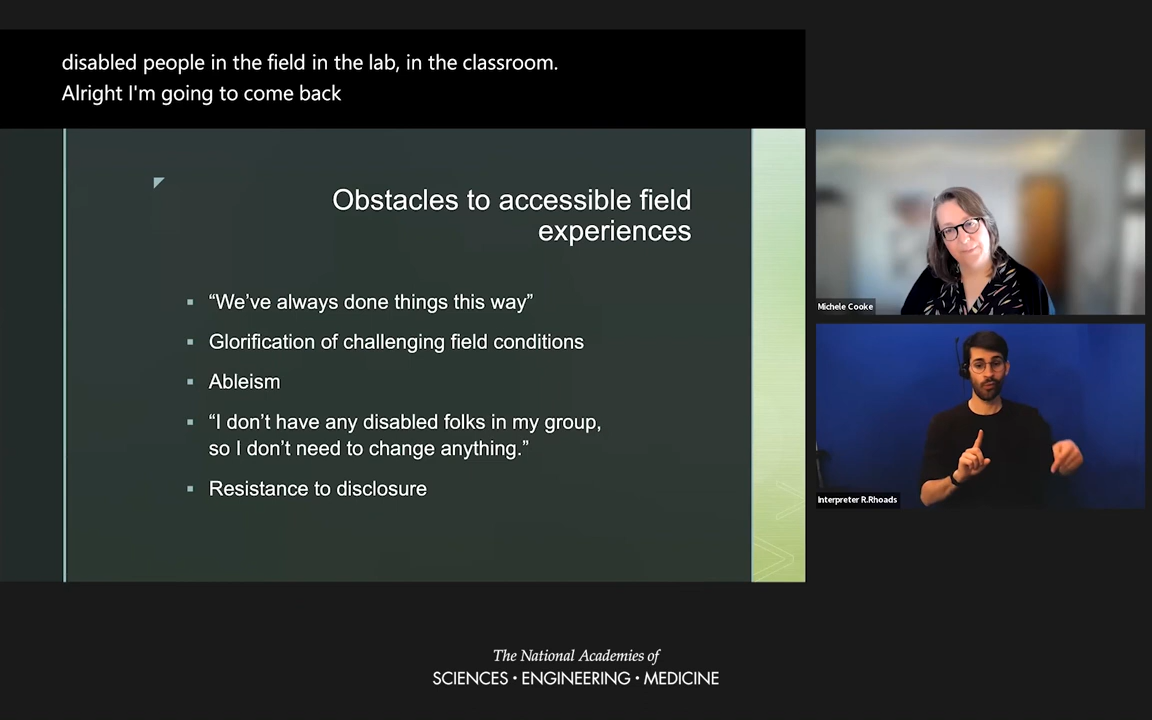 disabled people in the field in the lab, in the classroom.
Alright I'm going to come back
Obstacles to accessible field
experiences
▪ “We’ve always done things this way”
▪ Glorification of challenging field conditions
▪ Ableism
▪ “I don’t have any disabled folks in my group,
so I don’t need to change anything.”
▪ Resistance to disclosure
Michele Cooke
Interpreter R.Rhoads
The National Academies of
SCIENCES • ENGINEERING • MEDICINE